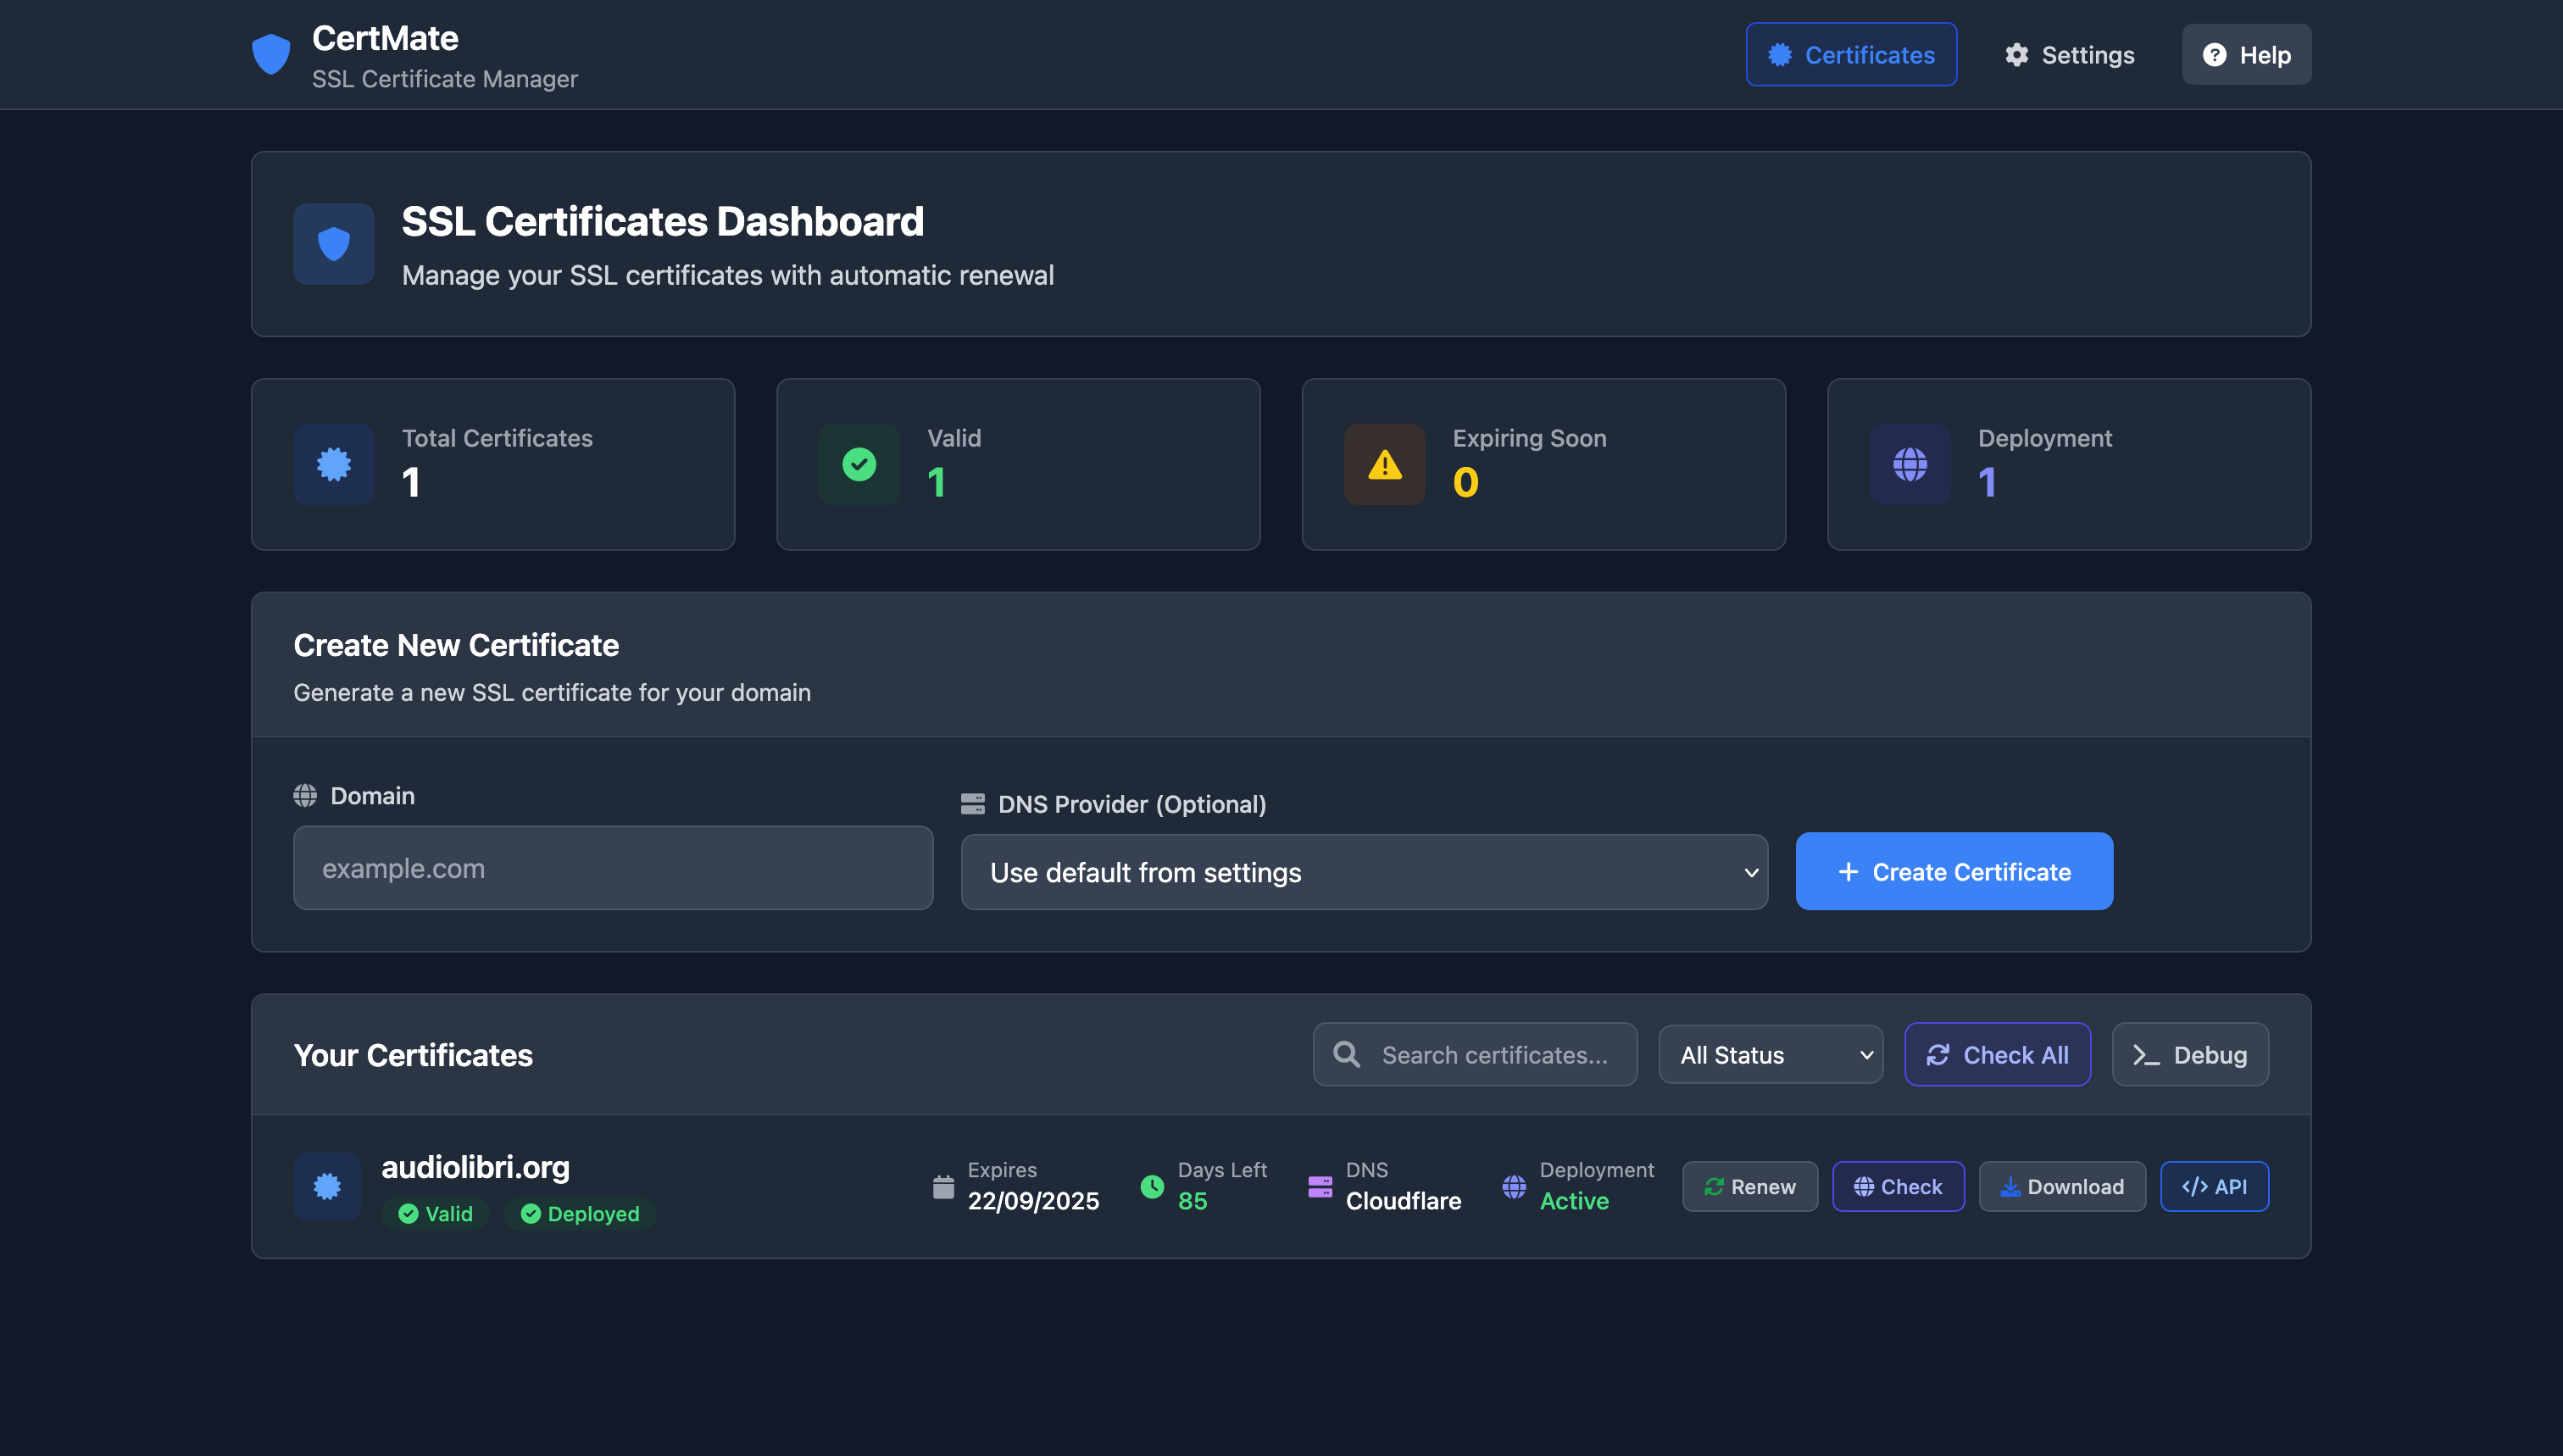 CertMate
SSL Certificate Manager
Certificates
Settings
Help
SSL Certificates Dashboard
Manage your SSL certificates with automatic renewal
Total Certificates
1
Valid
1
Expiring Soon
0
Deployment
1
Create New Certificate
Generate a new SSL certificate for your domain
Domain
example.com
DNS Provider (Optional)
Use default from settings
Create Certificate
Your Certificates
Search certificates...
All Status
Check All
Debug
audiolibri.org
Valid
Deployed
Expires
22/09/2025
Days Left
85
DNS
Cloudflare
Deployment
Active
Renew
Check
Download
</> API